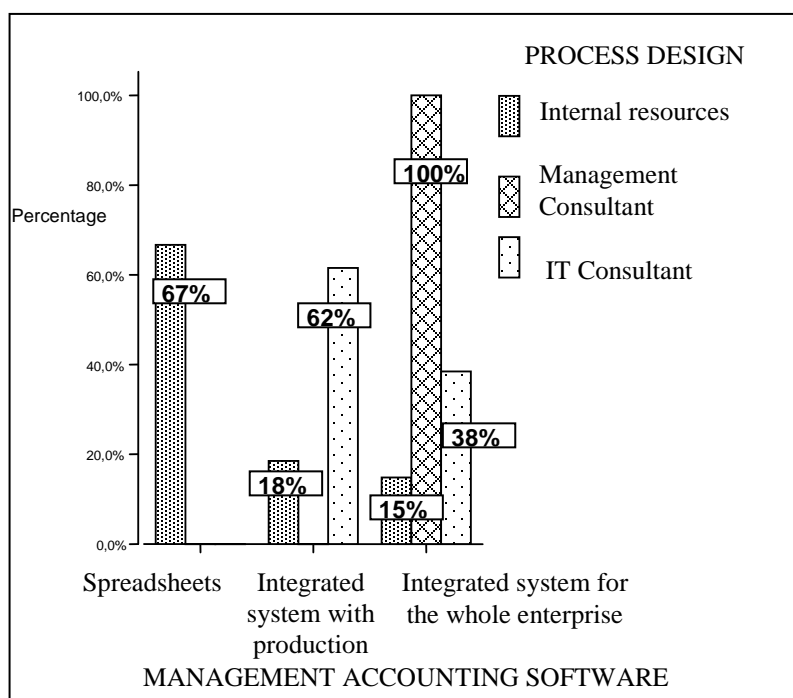 PROCESS DESIGN
Internal resources
Management
Consultant
IT Consultant
Percentage
100,0%
80,0%
60,0%
40,0%
20,0%
0,0%
67%
18%
62%
15%
100%
38%
Spreadsheets
Integrated
system with
production
Integrated system for
the whole enterprise
MANAGEMENT ACCOUNTING SOFTWARE